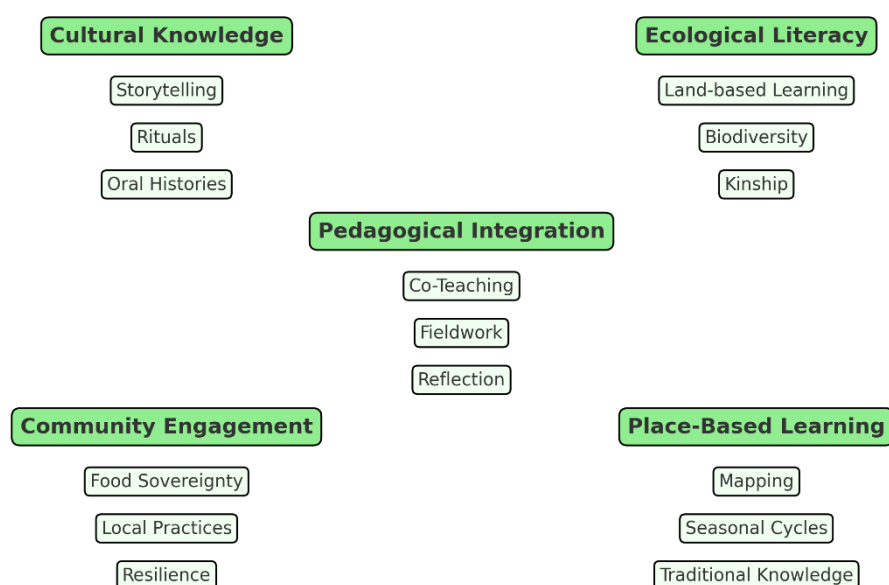 Cultural Knowledge
Storytelling
Rituals
Oral Histories
Ecological Literacy
Land-based Learning
Biodiversity
Kinship
Pedagogical Integration
Co-Teaching
Fieldwork
Reflection
Community Engagement
Food Sovereignty
Local Practices
Resilience
Place-Based Learning
Mapping
Seasonal Cycles
Traditional Knowledge